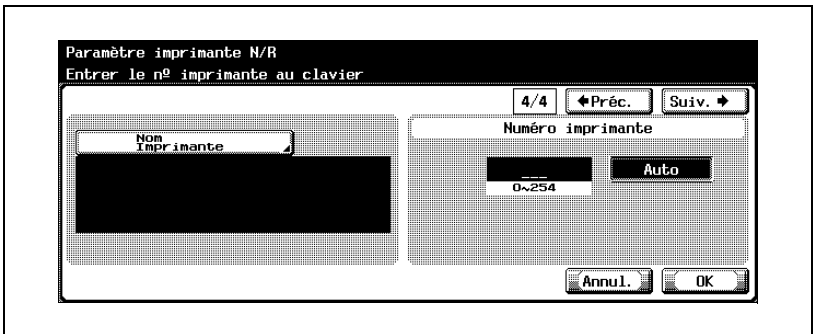 Paramètre imprimante N/R
Entrer le nº imprimante au clavier
4/4 ←Préc. Suiv. →
Numéro imprimante
Nom
Imprimante
___ Auto
0~254
Annul. OK